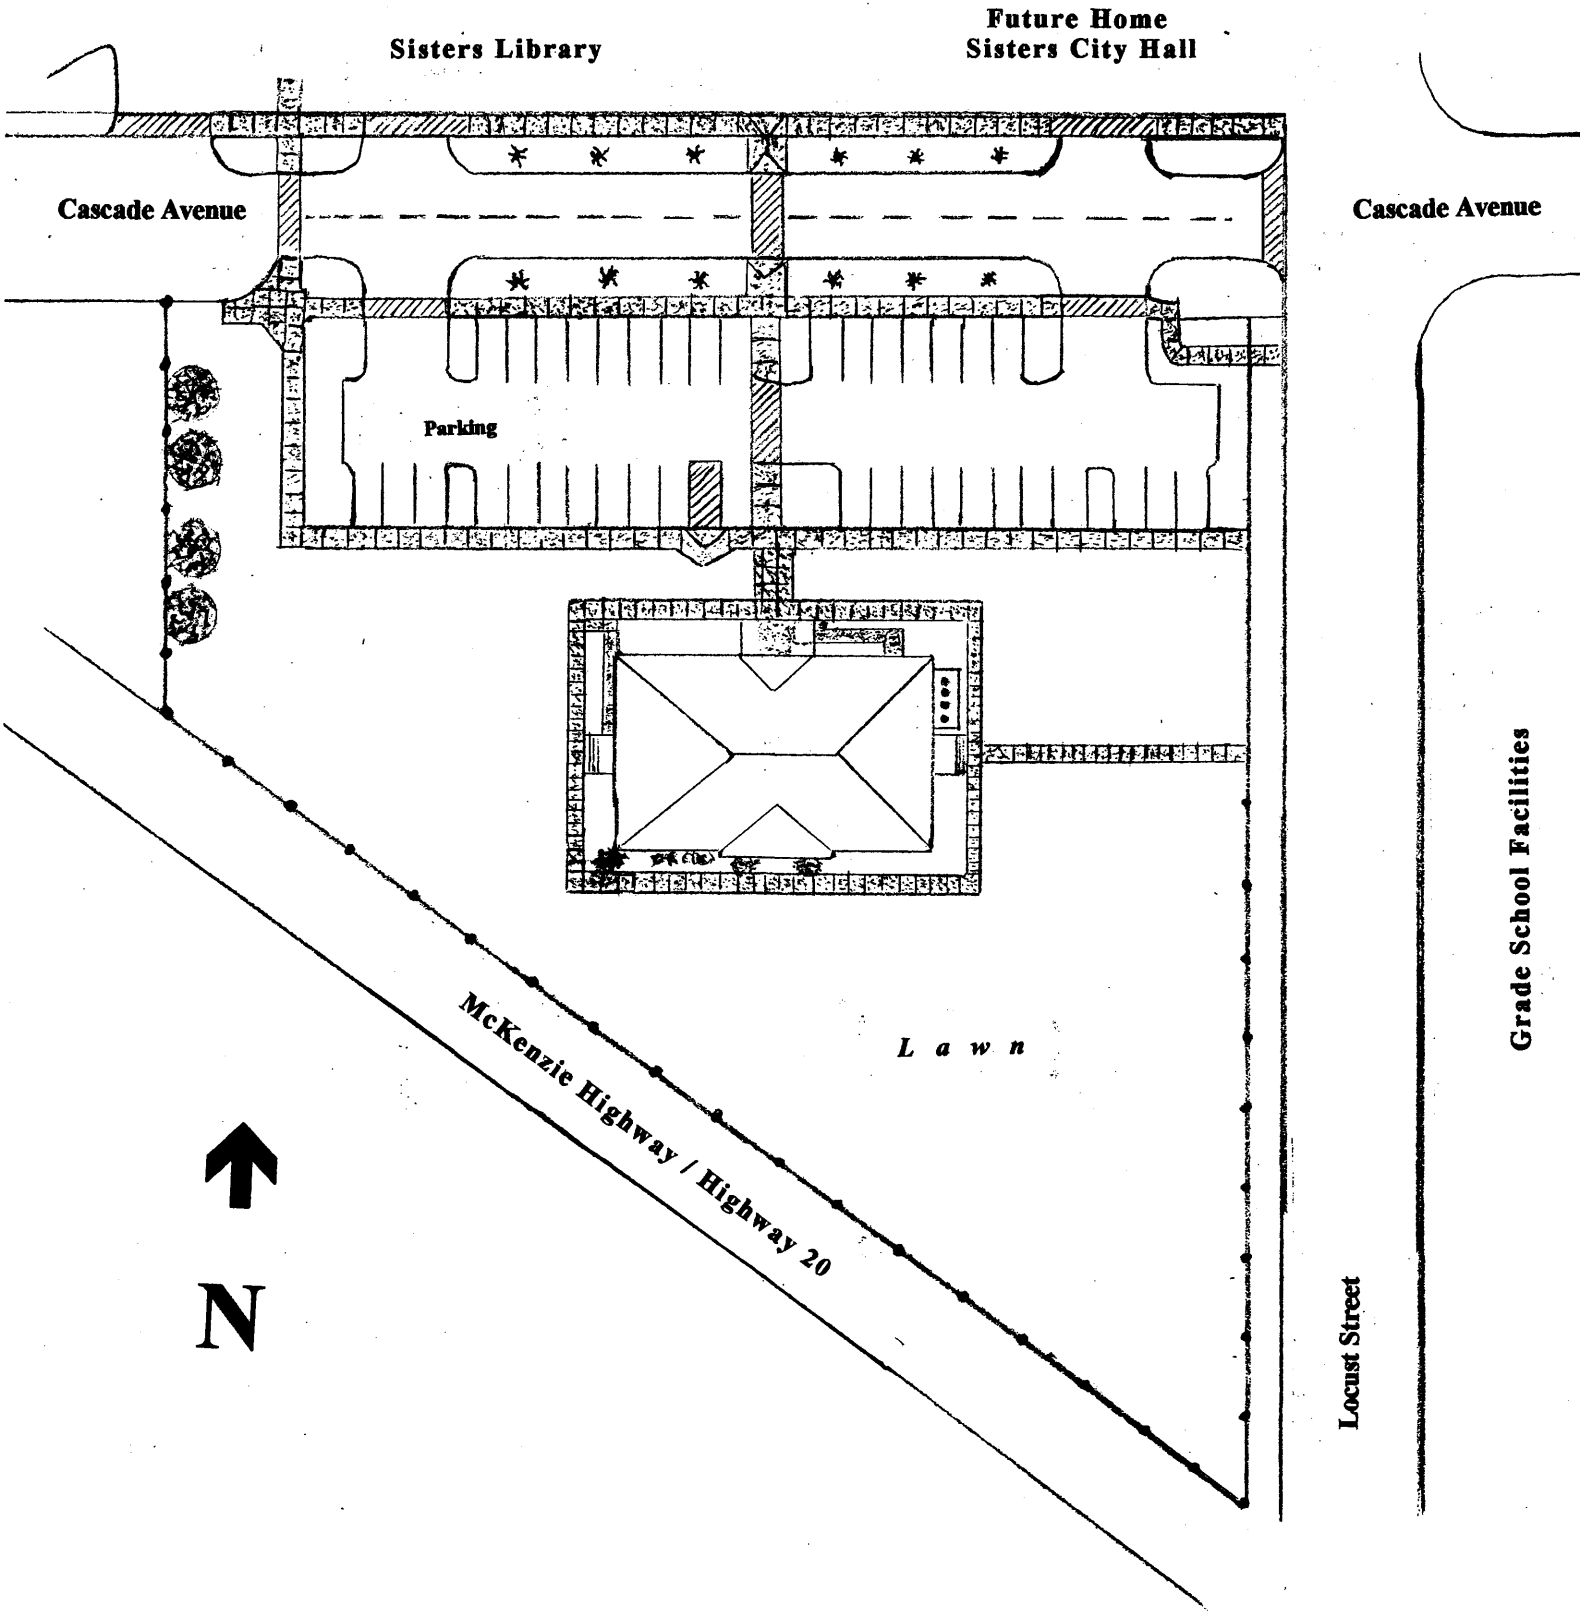 Future Home
Sisters Library
Sisters City Hall
Cascade Avenue
Cascade Avenue
Parking
Grade School Facilities
McKenzie Highway / Highway 20
L a w n
N
Locust Street